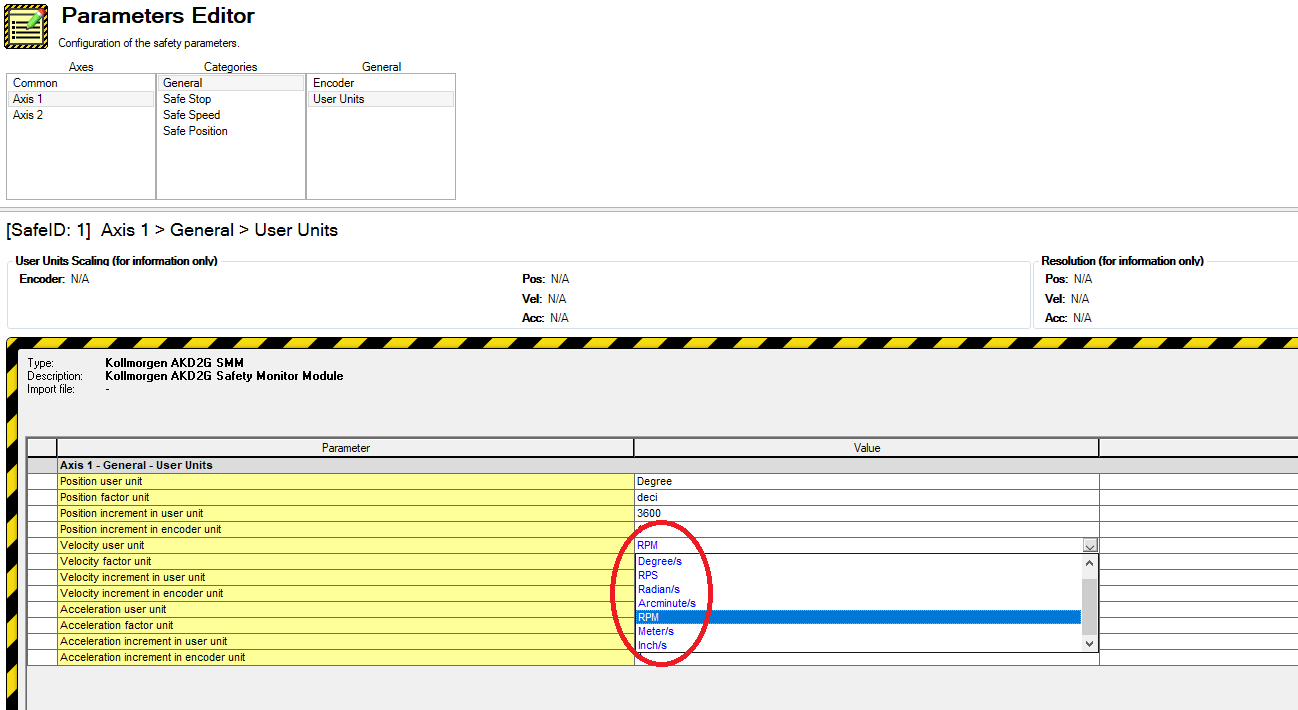 Parameters Editor
Configuration of the safety parameters.
Axes Categories General
Common General Encoder
Axis 1 Safe Stop User Units
Axis 2 Safe Speed
Safe Position
[SafeID: 1] Axis 1 > General > User Units
User Units Scaling (for information only) Resolution (for information only)
Encoder: N/A Pos: N/A Pos: N/A
Vel: N/A Vel: N/A
Acc: N/A Acc: N/A
Type: Kollmorgen AKD2G SMM
Description: Kollmorgen AKD2G Safety Monitor Module
Import file: -
Parameter Value
Axis 1 - General - User Units
Position user unit Degree
Position factor unit deci
Position increment in user unit 3600
Position increment in encoder unit
Velocity user unit RPM
Velocity factor unit Degree/s
Velocity increment in user unit RPS
Velocity increment in encoder unit Radian/s
Acceleration user unit Arcminute/s
Acceleration factor unit RPM
Acceleration increment in user unit Meter/s
Acceleration increment in encoder unit Inch/s